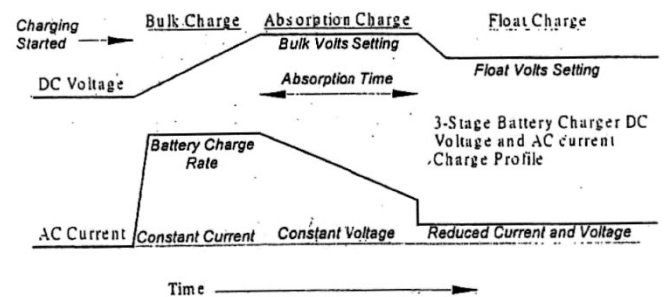 Charging
Started
Bulk Charge
Absorption Charge
Float Charge
Bulk Volts Setting
DC Voltage
Absorption Time
Float Volts Setting
3-Stage Battery Charger DC
Voltage and AC current
Charge Profile
Battery Charge
Rate
AC Current
Constant Current
Constant Voltage
Reduced Current and Voltage
Time